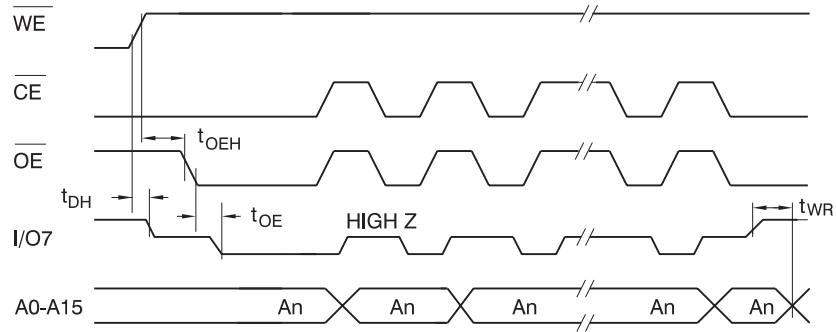 WE
CE
tOEH
OE
tDH
tOE
HIGH Z
tWR
I/O7
A0-A15 An An An An An